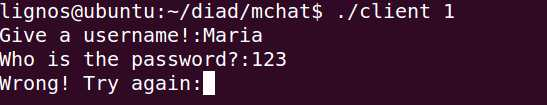 lignos@ubuntu:~/diad/mchat$ ./client 1
Give a username!:Maria
Who is the password?:123
Wrong! Try again: